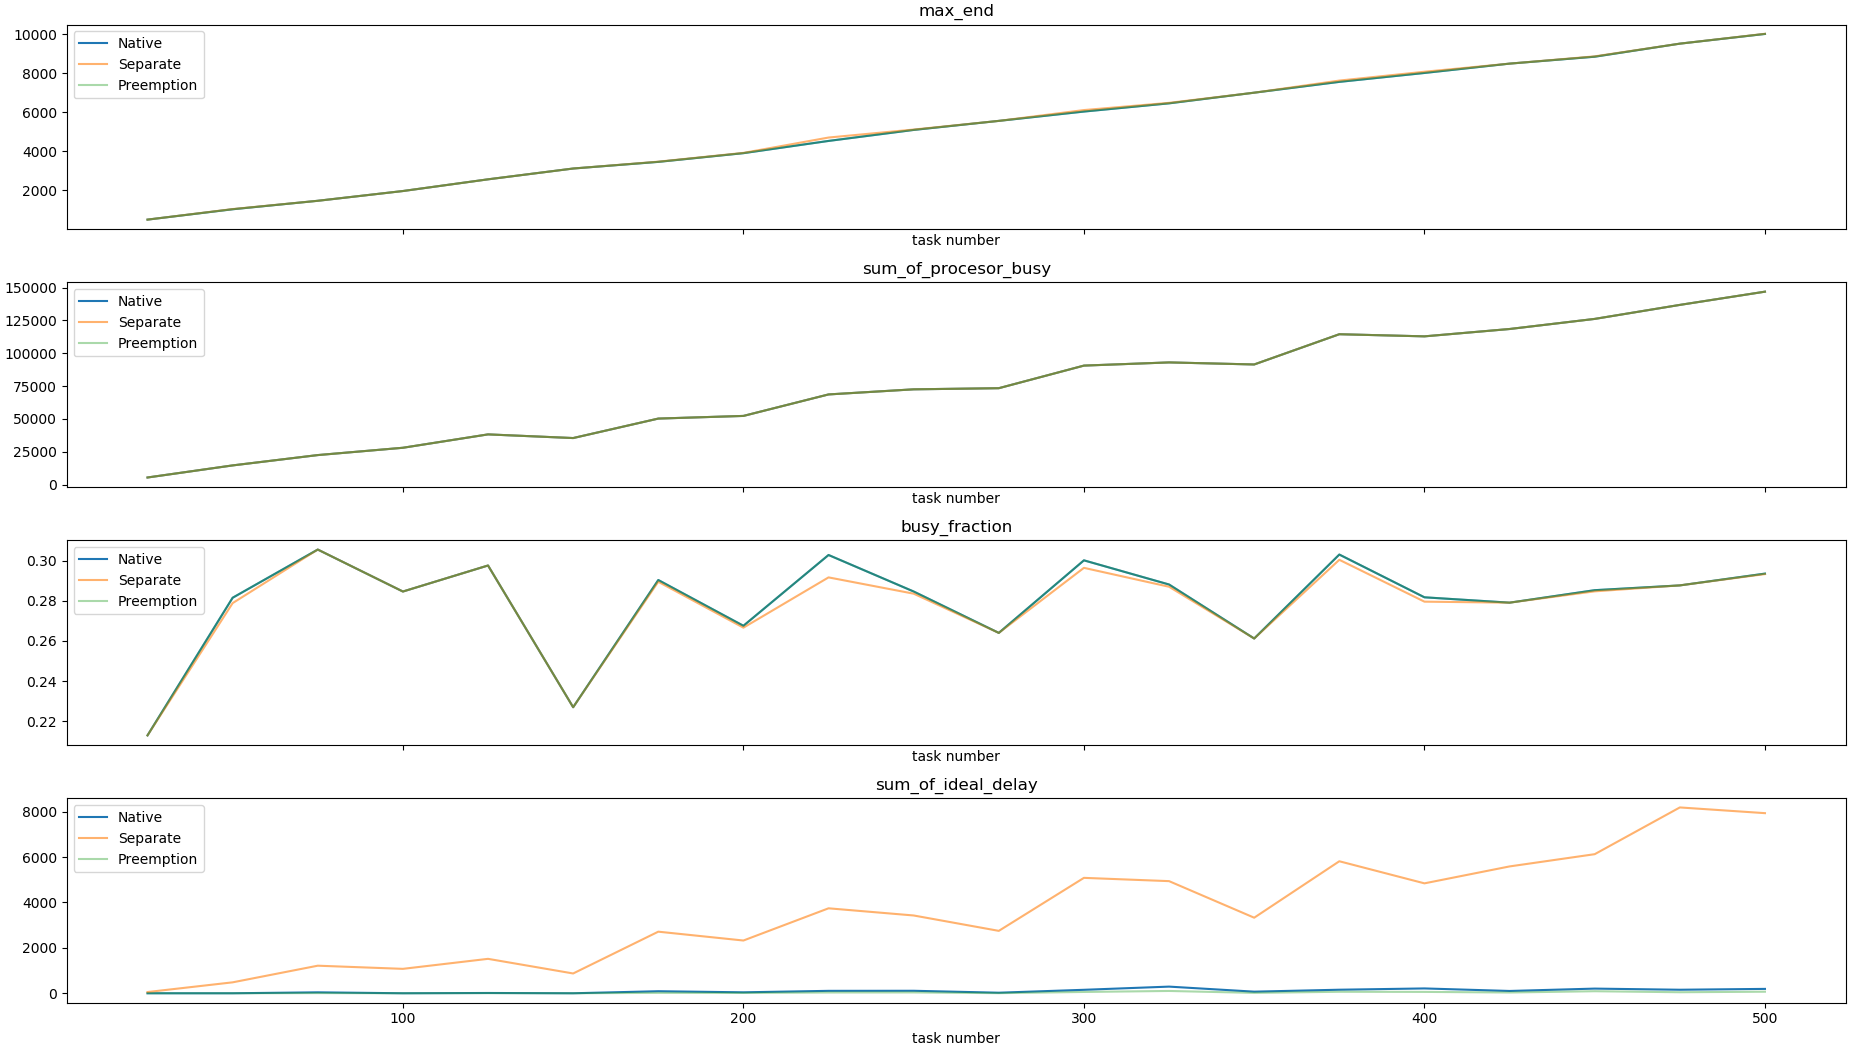 max_end
10000
8000
6000
4000
2000
Native
Separate
Preemption
task number
sum_of_procesor_busy
150000
125000
100000
75000
50000
25000
0
Native
Separate
Preemption
task number
busy_fraction
0.30
0.28
0.26
0.24
0.22
Native
Separate
Preemption
task number
sum_of_ideal_delay
8000
6000
4000
2000
0
Native
Separate
Preemption
100 200 300 400 500
task number